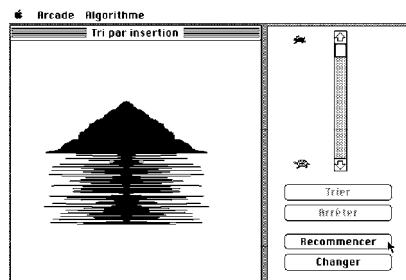 Arcade Algorithme
Tri par insertion
Trier
Arrêter
Recommencer
Changer